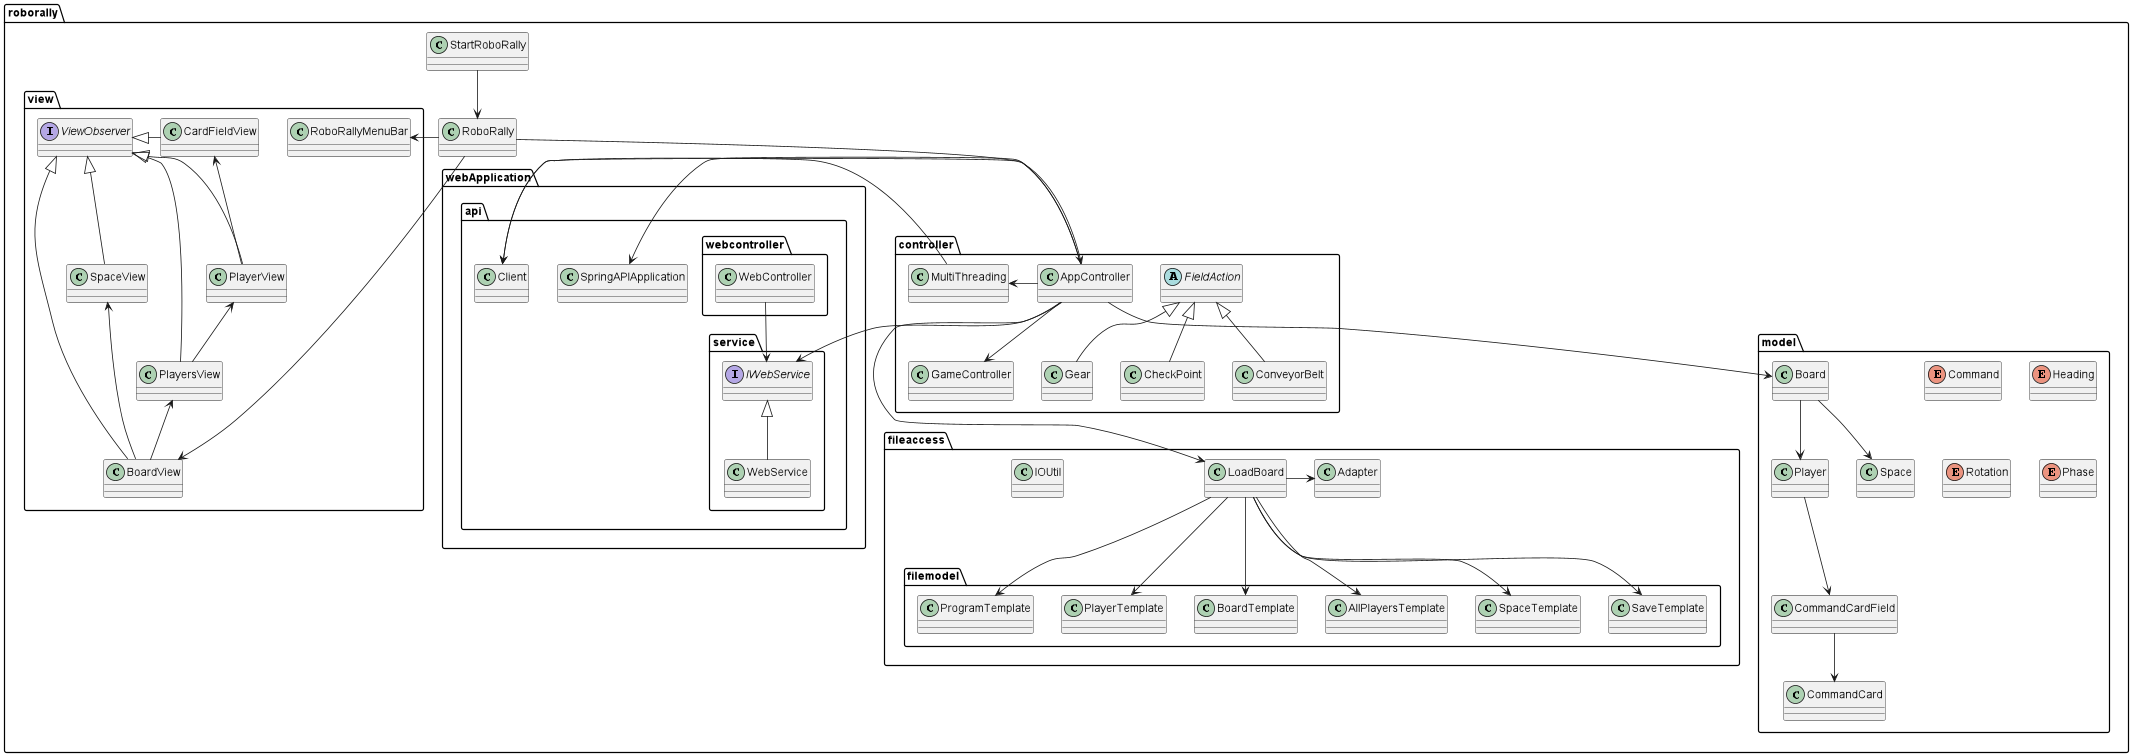 roborally
C StartRoboRally
view
I ViewObserver
C CardFieldView
C RoboRallyMenuBar
C RoboRally
C SpaceView
C PlayerView
C PlayersView
C BoardView
webApplication
api
C Client
C SpringAPIApplication
webcontroller
C WebController
service
I IWebService
C WebService
controller
C MultiThreading
C AppController
A FieldAction
C GameController
C Gear
C CheckPoint
C ConveyorBelt
fileaccess
C IOUtil
C LoadBoard
C Adapter
filemodel
C ProgramTemplate
C PlayerTemplate
C BoardTemplate
C AllPlayersTemplate
C SpaceTemplate
C SaveTemplate
model
C Board
E Command
E Heading
C Player
C Space
E Rotation
E Phase
C CommandCardField
C CommandCard